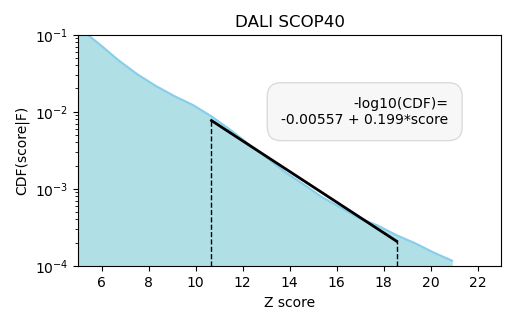 DALI SCOP40
10⁻¹
10⁻²
10⁻³
10⁻⁴
CDF(score|F)
-log10(CDF)=
-0.00557 + 0.199*score
6 8 10 12 14 16 18 20 22
Z score